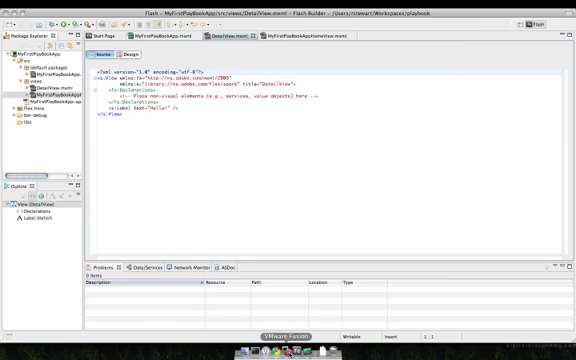 Flash - MyFirstPlayBookApp/src/views/DetailView.mxml - Flash Builder - /Users/rstewart/Workspaces/playbook
Flash
Package Explorer
Start Page
MyFirstPlayBookApp.mxml
DetailView.mxml
MyFirstPlayBookAppHomeView.mxml
MyFirstPlayBookApp
src
(default package)
MyFirstPlayBookApp
views
DetailView.mxml
MyFirstPlayBookApp
MyFirstPlayBookApp-ap
Flex Hero
bin-debug
libs
Source
Design
<?xml version="1.0" encoding="utf-8"?>
<s:View xmlns:fx="http://ns.adobe.com/mxml/2009"
xmlns:s="library://ns.adobe.com/flex/spark" title="DetailView">
<fx:Declarations>
<!-- Place non-visual elements (e.g., services, value objects) here -->
</fx:Declarations>
<s:Label text="Hello!" />
</s:View>
Outline
View (DetailView)
Declarations
Label (Hello!)
Problems
Data/Services
Network Monitor
ASDoc
0 items
Description
Resource
Path
Location
Type
VMware Fusion
Writable
Insert
1 : 1